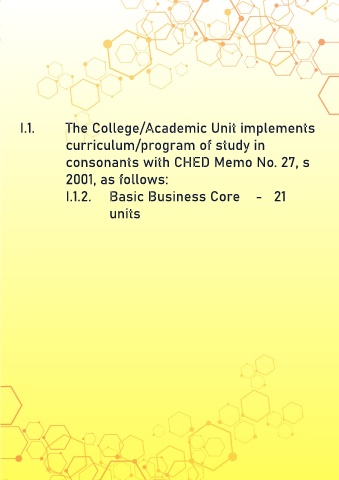 I.1. The College/Academic Unit implements
curriculum/program of study in
consonants with CHED Memo No. 27, s
2001, as follows:
I.1.2. Basic Business Core - 21
units